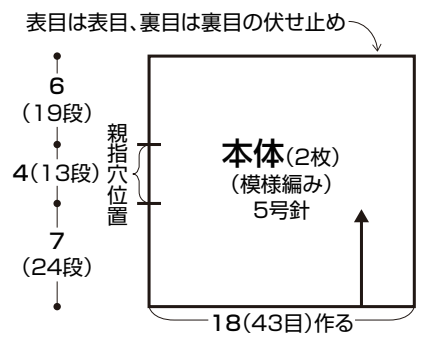 表目は表目、裏目は裏目の伏せ止め
6
(19段)
4(13段)
7
(24段)
親指穴位置
本体(2枚)
(模様編み)
5号針
18(43目)作る